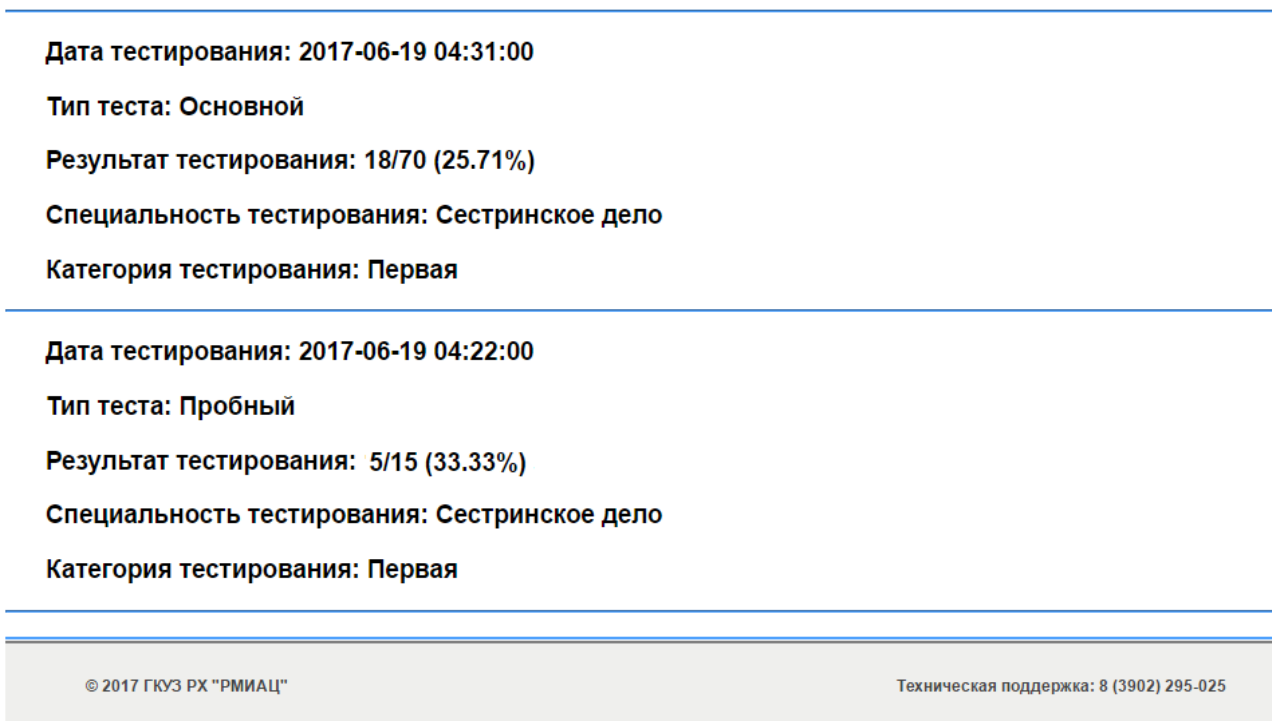 Дата тестирования: 2017-06-19 04:31:00
Тип теста: Основной
Результат тестирования: 18/70 (25.71%)
Специальность тестирования: Сестринское дело
Категория тестирования: Первая
Дата тестирования: 2017-06-19 04:22:00
Тип теста: Пробный
Результат тестирования: 5/15 (33.33%)
Специальность тестирования: Сестринское дело
Категория тестирования: Первая
© 2017 ГКУЗ РХ "РМИАЦ"
Техническая поддержка: 8 (3902) 295-025